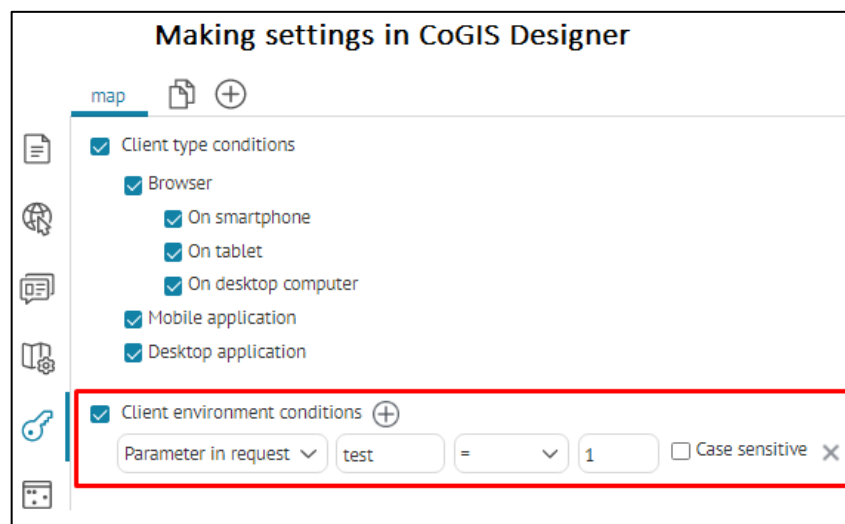 Making settings in CoGIS Designer
map
Client type conditions
Browser
On smartphone
On tablet
On desktop computer
Mobile application
Desktop application
Client environment conditions
Parameter in request test = 1 Case sensitive